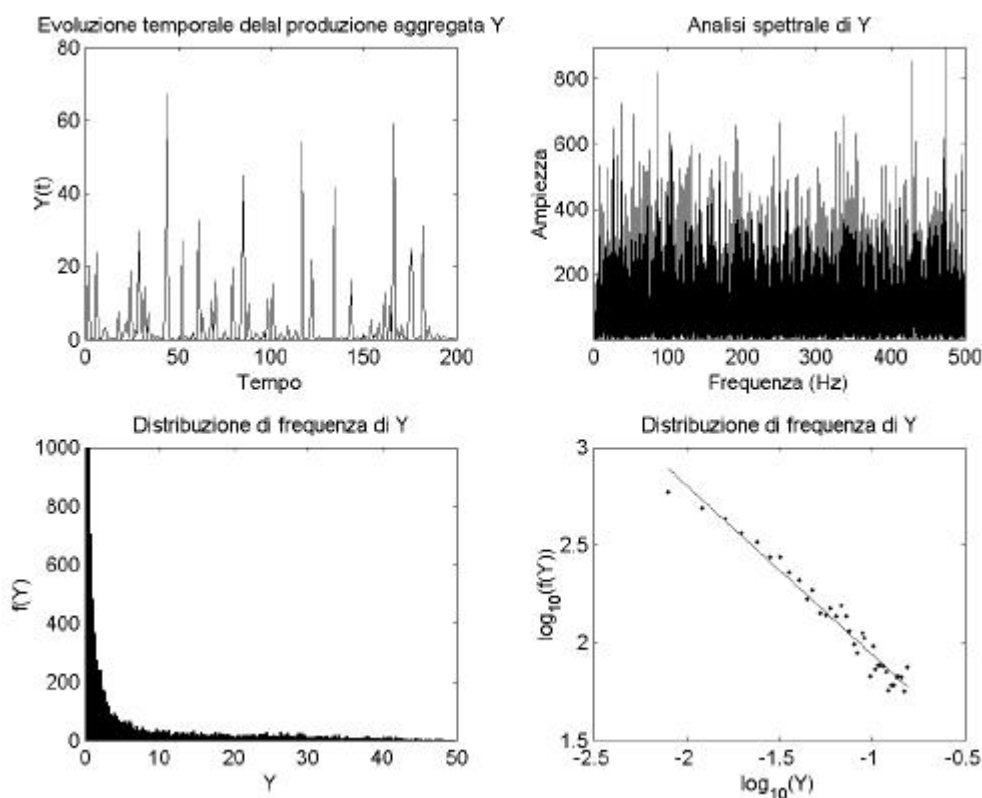 Evoluzione temporale delal produzione aggregata Y
80
60
40
20
0
Y(t)
0 50 100 150 200
Tempo
Analisi spettrale di Y
800
600
400
200
Ampiezza
0 100 200 300 400 500
Frequenza (Hz)
Distribuzione di frequenza di Y
1000
800
600
400
200
0
f(Y)
0 10 20 30 40 50
Y
Distribuzione di frequenza di Y
3
2.5
2
1.5
log10(f(Y))
-2.5 -2 -1.5 -1 -0.5
log10(Y)